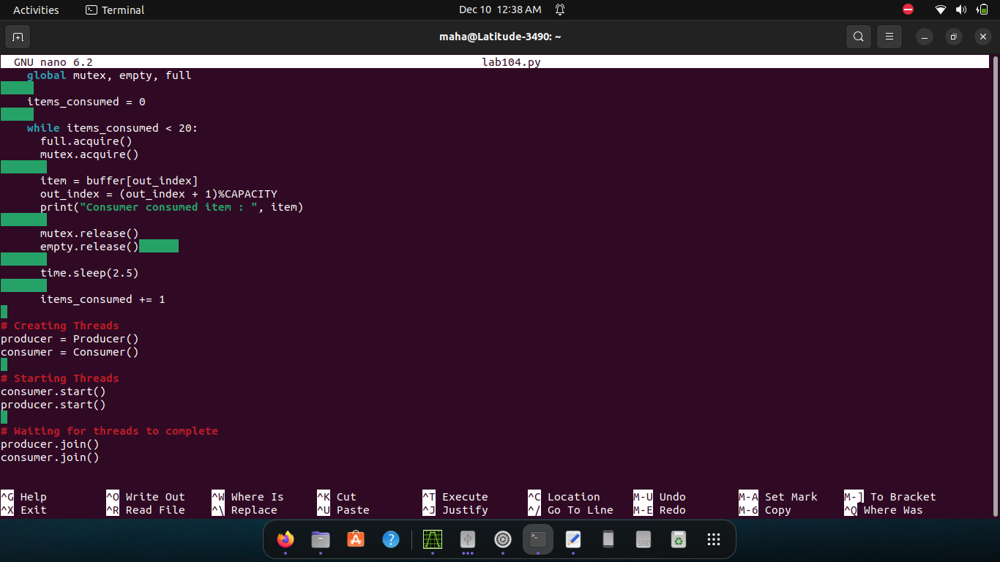 Activities Terminal Dec 10 12:38 AM
maha@Latitude-3490: ~
GNU nano 6.2 lab104.py
global mutex, empty, full
items_consumed = 0
while items_consumed < 20:
full.acquire()
mutex.acquire()
item = buffer[out_index]
out_index = (out_index + 1)%CAPACITY
print("Consumer consumed item : ", item)
mutex.release()
empty.release()
time.sleep(2.5)
items_consumed += 1
# Creating Threads
producer = Producer()
consumer = Consumer()
# Starting Threads
consumer.start()
producer.start()
# Waiting for threads to complete
producer.join()
consumer.join()
^G Help ^O Write Out ^W Where Is ^K Cut ^T Execute ^C Location M-U Undo M-A Set Mark M-] To Bracket
^X Exit ^R Read File ^\ Replace ^U Paste ^J Justify ^/ Go To Line M-E Redo M-6 Copy ^Q Where Was
SSD